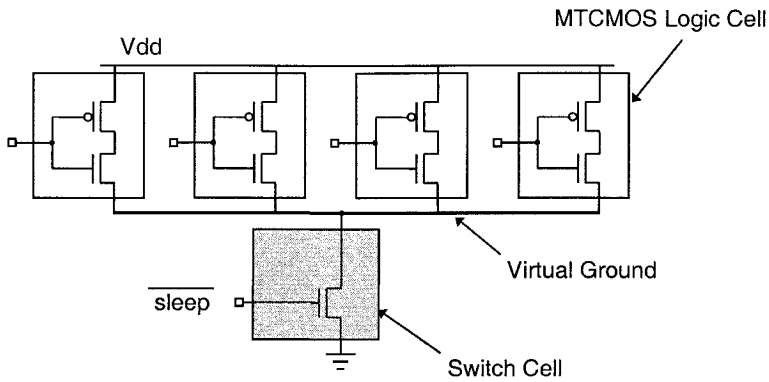 MTCMOS Logic Cell
Vdd
Virtual Ground
sleep
Switch Cell